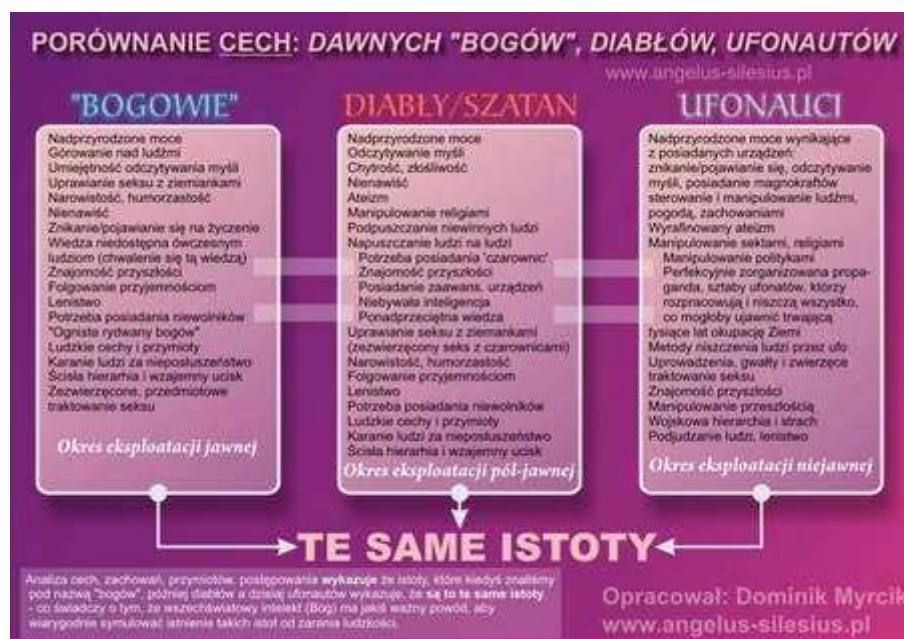 PORÓWNANIE CECH: DAWNYCH "BOGÓW", DIABŁÓW, UFONAUTÓW
www.angelus-silesius.pl
"BOGOWIE"
Nadprzyrodzone moce
Górowanie nad ludźmi
Umiejętność odczytywania myśli
Uprawianie seksu z ziemiankami
Narowistość, humorzastość
Nienawiść
Znikanie/pojawianie się na życzenie
Wiedza niedostępna ówczesnym
ludziom (chwalenie się tą wiedzą)
Znajomość przyszłości
Folgowanie przyjemnościom
Lenistwo
Potrzeba posiadania niewolników
"Ogniste rydwany bogów"
Ludzkie cechy i przymioty
Karanie ludzi za nieposłuszeństwo
Ścisła hierarhia i wzajemny ucisk
Zezwierzęcone, przedmiotowe
traktowanie seksu
Okres eksploatacji jawnej
DIABŁY/SZATAN
Nadprzyrodzone moce
Odczytywanie myśli
Chytrość, złośliwość
Nienawiść
Ateizm
Manipulowanie religiami
Podpuszczanie niewinnych ludzi
Napuszczanie ludzi na ludzi
Potrzeba posiadania 'czarownic'
Znajomość przyszłości
Posiadanie zaawans. urządzeń
Niebywała inteligencja
Ponadprzeciętna wiedza
Uprawianie seksu z ziemankami
(zezwierzęcony seks z czarownicami)
Narowistość, humorzastość
Folgowanie przyjemnościom
Lenistwo
Potrzeba posiadania niewolników
Ludzkie cechy i przymioty
Karanie ludzi za nieposłuszeństwo
Ścisła hierarhia i wzajemny ucisk
Okres eksploatacji pół-jawnej
UFONAUCI
Nadprzyrodzone moce wynikające
z posiadanych urządzeń:
znikanie/pojawianie się, odczytywanie
myśli, posiadanie magnokraftów
sterowanie i manipulowanie ludźmi,
pogodą, zachowaniami
Wyrafinowany ateizm
Manipulowanie sektami, religiami
Manipulowanie politykami
Perfekcyjnie zorganizowana propa-
ganda, sztaby ufonatów, którzy
rozpracowują i niszczą wszystko,
co mogłoby ujawnić trwającą
tysiące lat okupację Ziemi
Metody niszczenia ludzi przez ufo
Uprowadzenia, gwałty i zwierzęce
traktowanie seksu
Znajomość przyszłości
Manipulowanie przeszłością
Wojskowa hierarhia i strach
Podjudzanie ludzi, lenistwo
Okres eksploatacji niejawnej
TE SAME ISTOTY
Analiza cech, zachowań, przymiotów, postępowania wykazuje że istoty, które kiedyś znaliśmy
pod nazwą "bogów", później diabłów a dzisiaj ufonautów wykazuje, że są to te same istoty
- co świadczy o tym, że wszechświatowy intelekt (Bóg) ma jakiś ważny powód, aby
wiarygodnie symulować istnienie takich istot od zarania ludzkości.
Opracował: Dominik Myrcik
www.angelus-silesius.pl